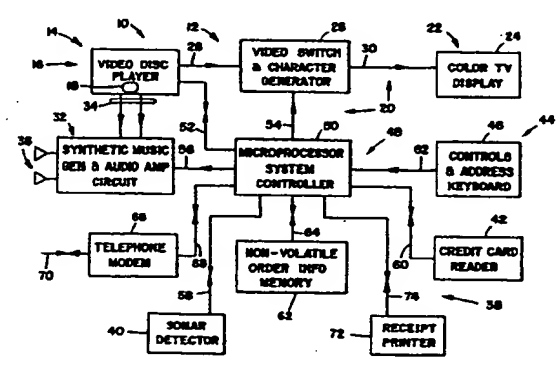 10
12
14
26
22
VIDEO DISC
PLAYER
16
18
28
VIDEO SWITCH
& CHARACTER
GENERATOR
30
24
COLOR TV
DISPLAY
34
32
52
54
20
50
48
46
44
36
SYNTHETIC MUSIC
GEN & AUDIO AMP
CIRCUIT
56
MICROPROCESSOR
SYSTEM
CONTROLLER
62
CONTROLS
& ADDRESS
KEYBOARD
66
TELEPHONE
MODEM
70
68
64
NON-VOLATILE
ORDER INFO
MEMORY
62
60
42
CREDIT CARD
READER
58
74
38
40
SONAR
DETECTOR
72
RECEIPT
PRINTER